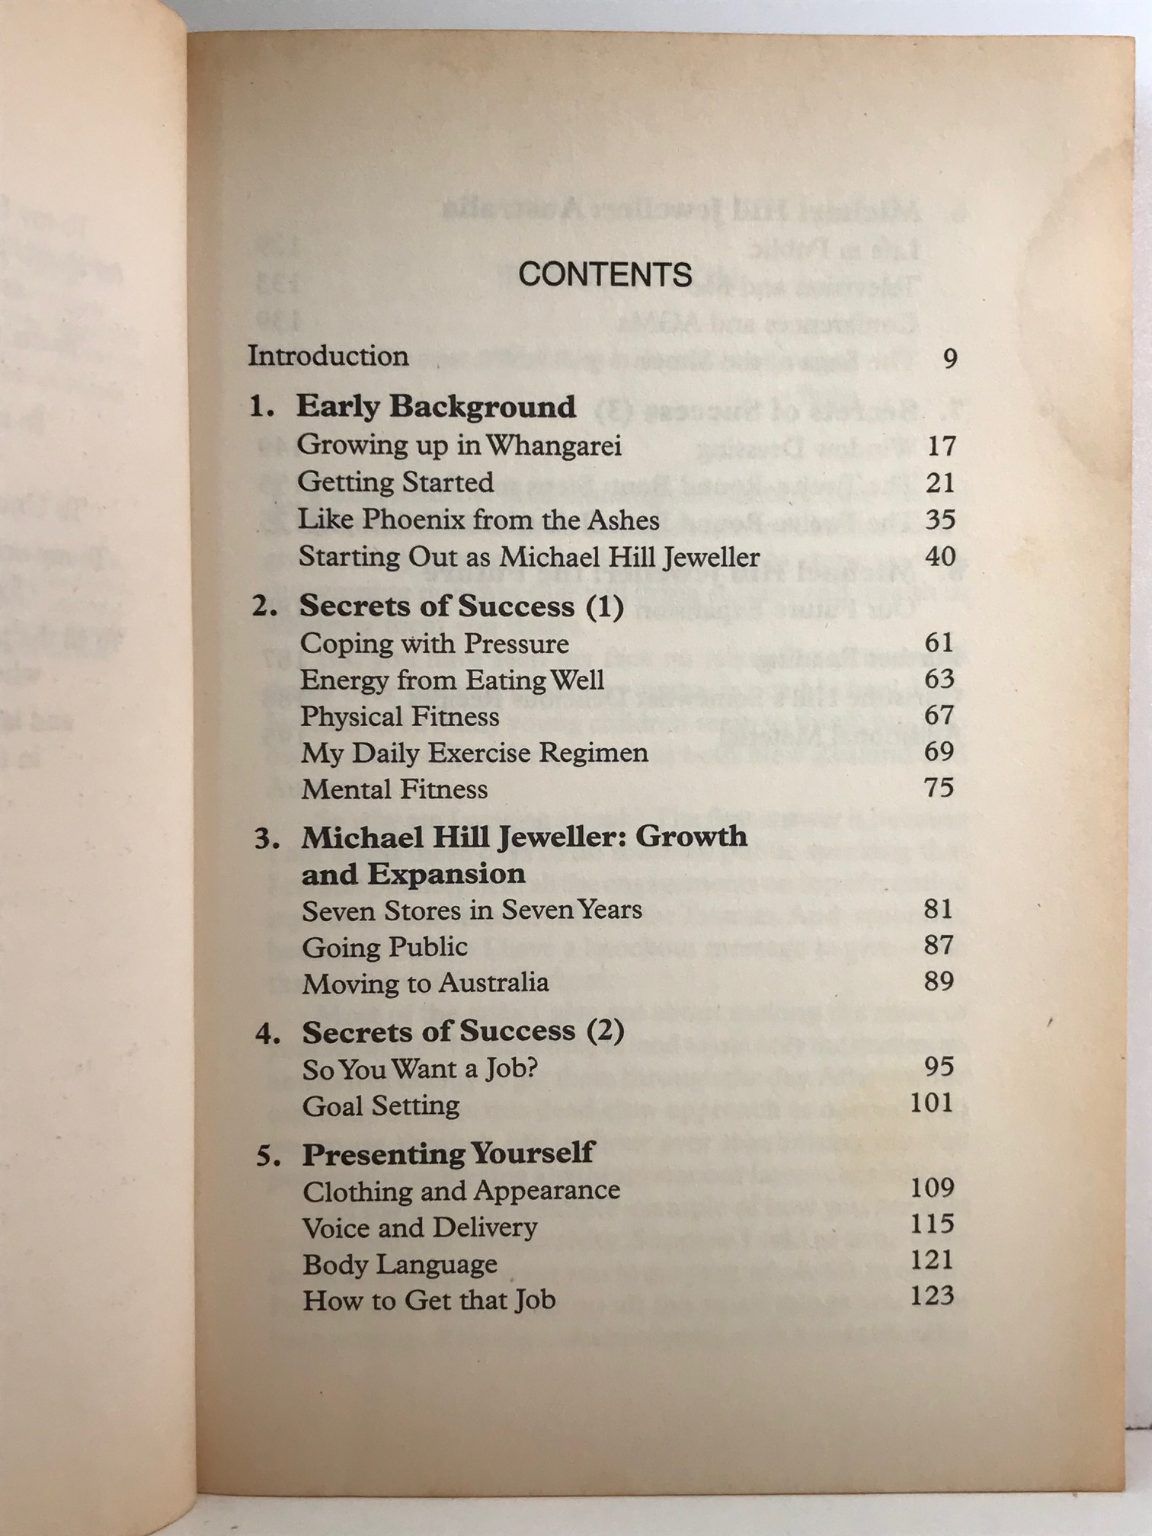 CONTENTS
Introduction 9
1. Early Background
Growing up in Whangarei 17
Getting Started 21
Like Phoenix from the Ashes 35
Starting Out as Michael Hill Jeweller 40
2. Secrets of Success (1)
Coping with Pressure 61
Energy from Eating Well 63
Physical Fitness 67
My Daily Exercise Regimen 69
Mental Fitness 75
3. Michael Hill Jeweller: Growth
and Expansion
Seven Stores in Seven Years 81
Going Public 87
Moving to Australia 89
4. Secrets of Success (2)
So You Want a Job? 95
Goal Setting 101
5. Presenting Yourself
Clothing and Appearance 109
Voice and Delivery 115
Body Language 121
How to Get that Job 123